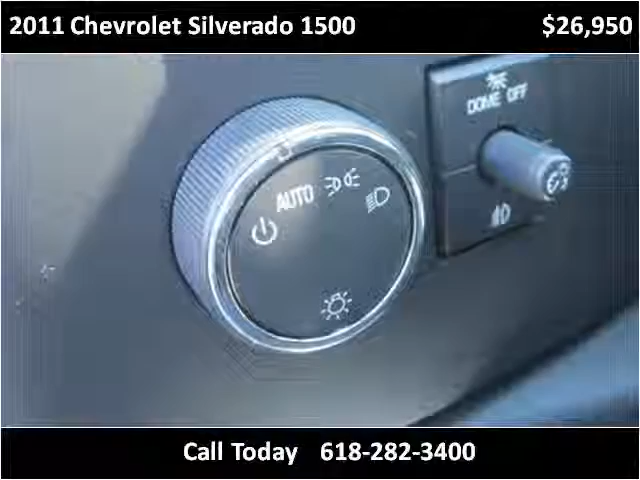 2011 Chevrolet Silverado 1500 $26,950
DOME OFF
AUTO
Call Today 618-282-3400